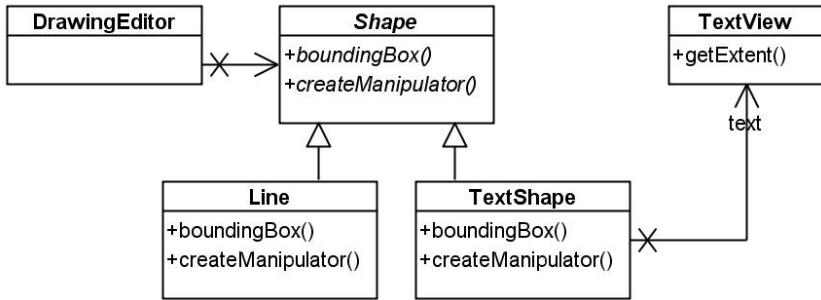 DrawingEditor
Shape
+boundingBox()
+createManipulator()
TextView
+getExtent()
text
Line
+boundingBox()
+createManipulator()
TextShape
+boundingBox()
+createManipulator()